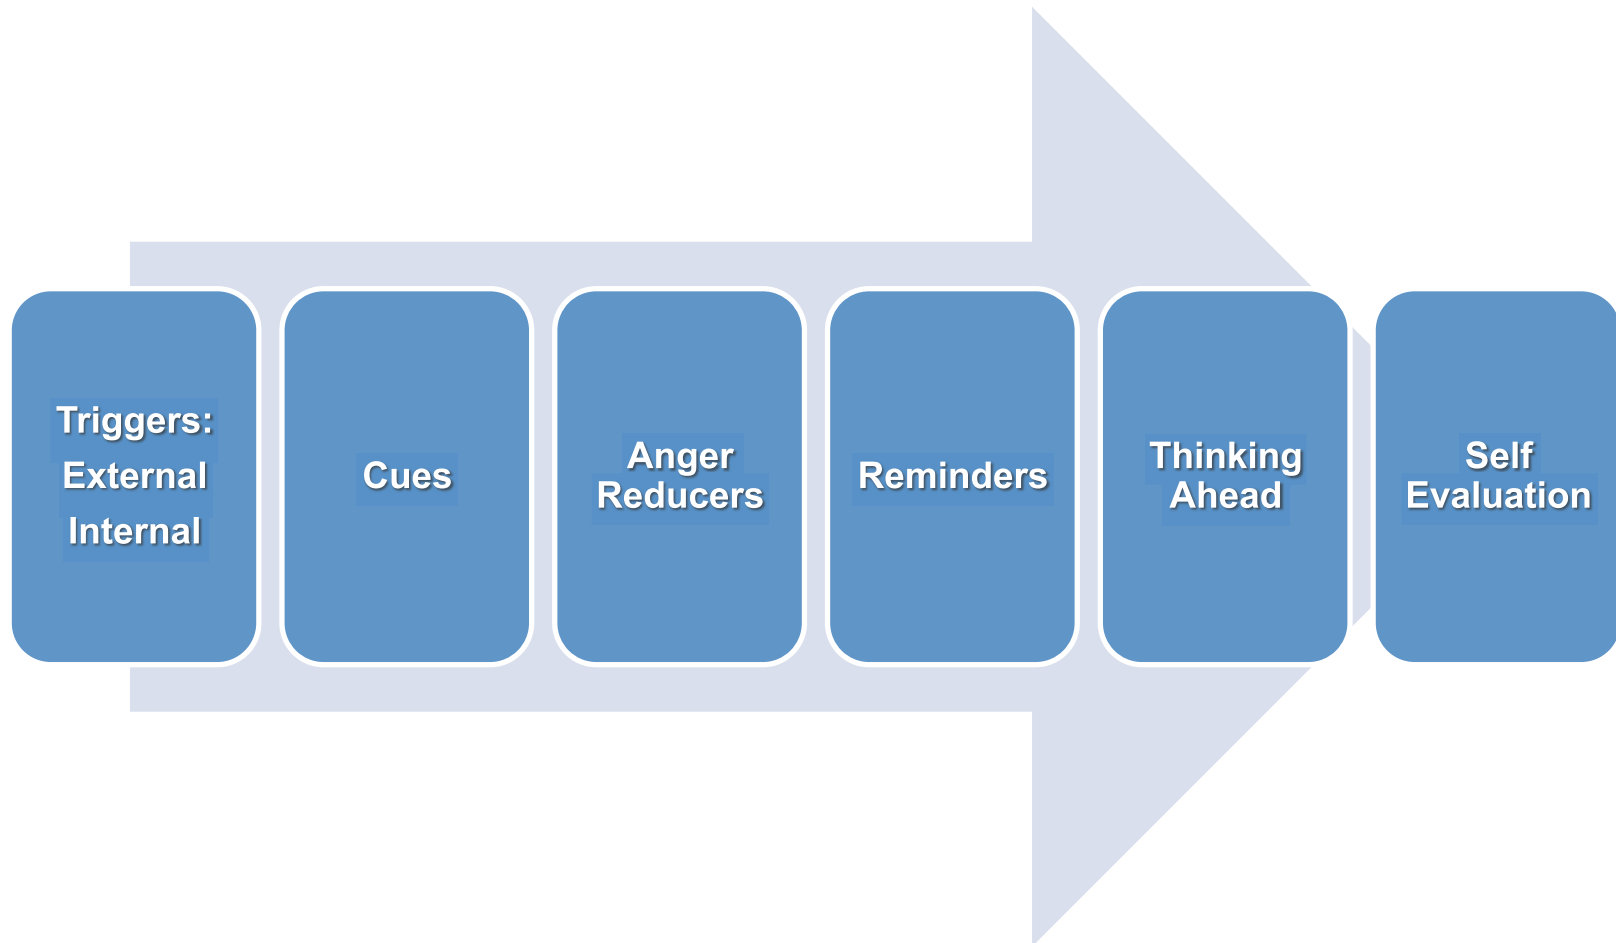 Triggers:
External
Internal
Cues
Anger
Reducers
Reminders
Thinking
Ahead
Self
Evaluation